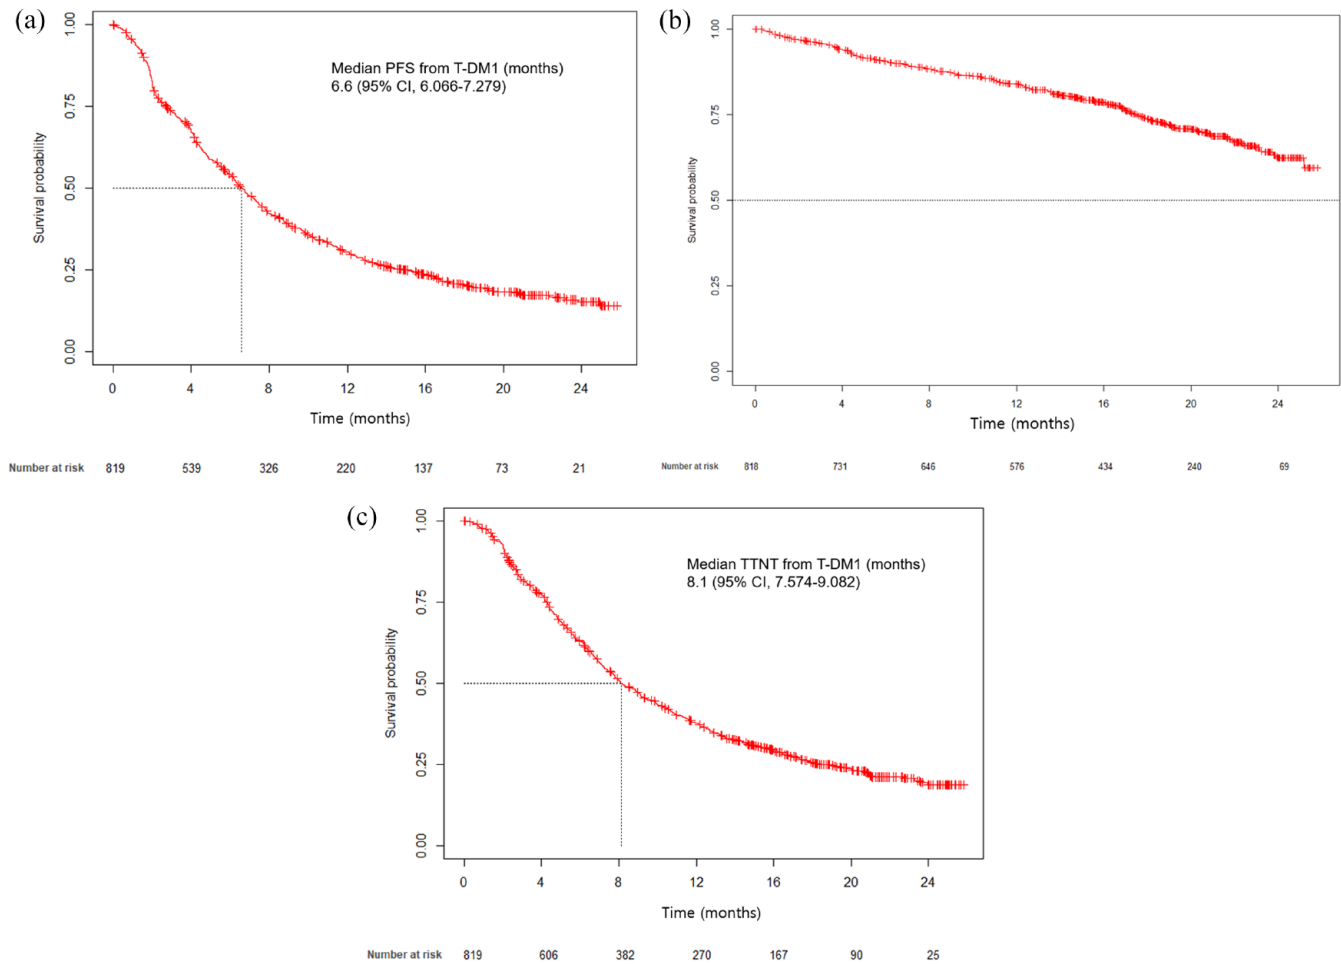 (a)
1.00
0.75
0.50
0.25
0.00
Survival probability
Median PFS from T-DM1 (months)
6.6 (95% CI, 6.066-7.279)
0 4 8 12 16 20 24
Time (months)
Number at risk 819 539 326 220 137 73 21
(b)
1.00
0.75
0.50
0.25
0.00
Survival probability
0 4 8 12 16 20 24
Time (months)
Number at risk 818 731 646 576 434 240 69
(c)
1.00
0.75
0.50
0.25
0.00
Survival probability
Median TTNT from T-DM1 (months)
8.1 (95% CI, 7.574-9.082)
0 4 8 12 16 20 24
Time (months)
Number at risk 819 606 382 270 167 90 25